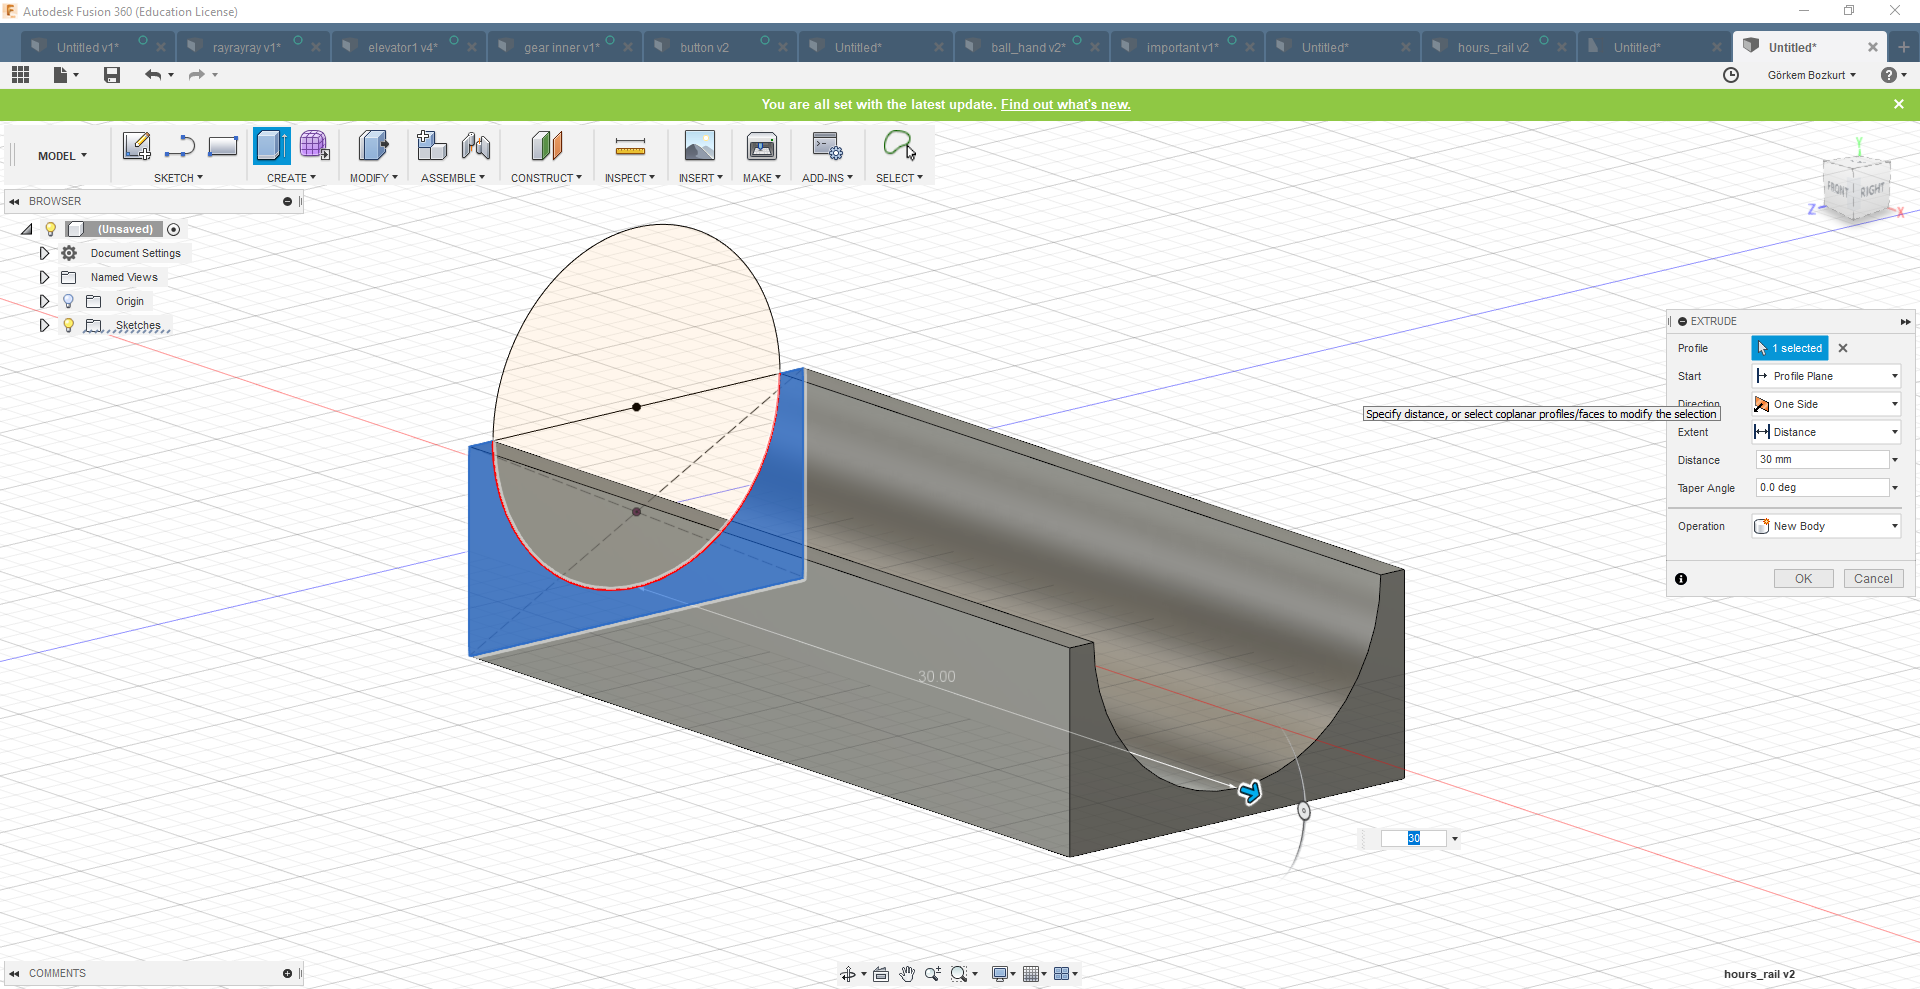 Autodesk Fusion 360 (Education License)
Untitled v1* rayrayray v1* elevator1 v4* gear inner v1* button v2 Untitled* ball_hand v2* important v1* Untitled* hours_rail v2 Untitled* Untitled*
Görkem Bozkurt
You are all set with the latest update. Find out what's new.
MODEL
SKETCH CREATE MODIFY ASSEMBLE CONSTRUCT INSPECT INSERT MAKE ADD-INS SELECT
BROWSER
(Unsaved)
Document Settings
Named Views
Origin
Sketches
Y
FRONT RIGHT
Z X
EXTRUDE
Profile 1 selected
Start Profile Plane
Direction One Side
Specify distance, or select coplanar profiles/faces to modify the selection
Extent Distance
Distance 30 mm
Taper Angle 0.0 deg
Operation New Body
OK Cancel
30 00
30
COMMENTS
hours_rail v2